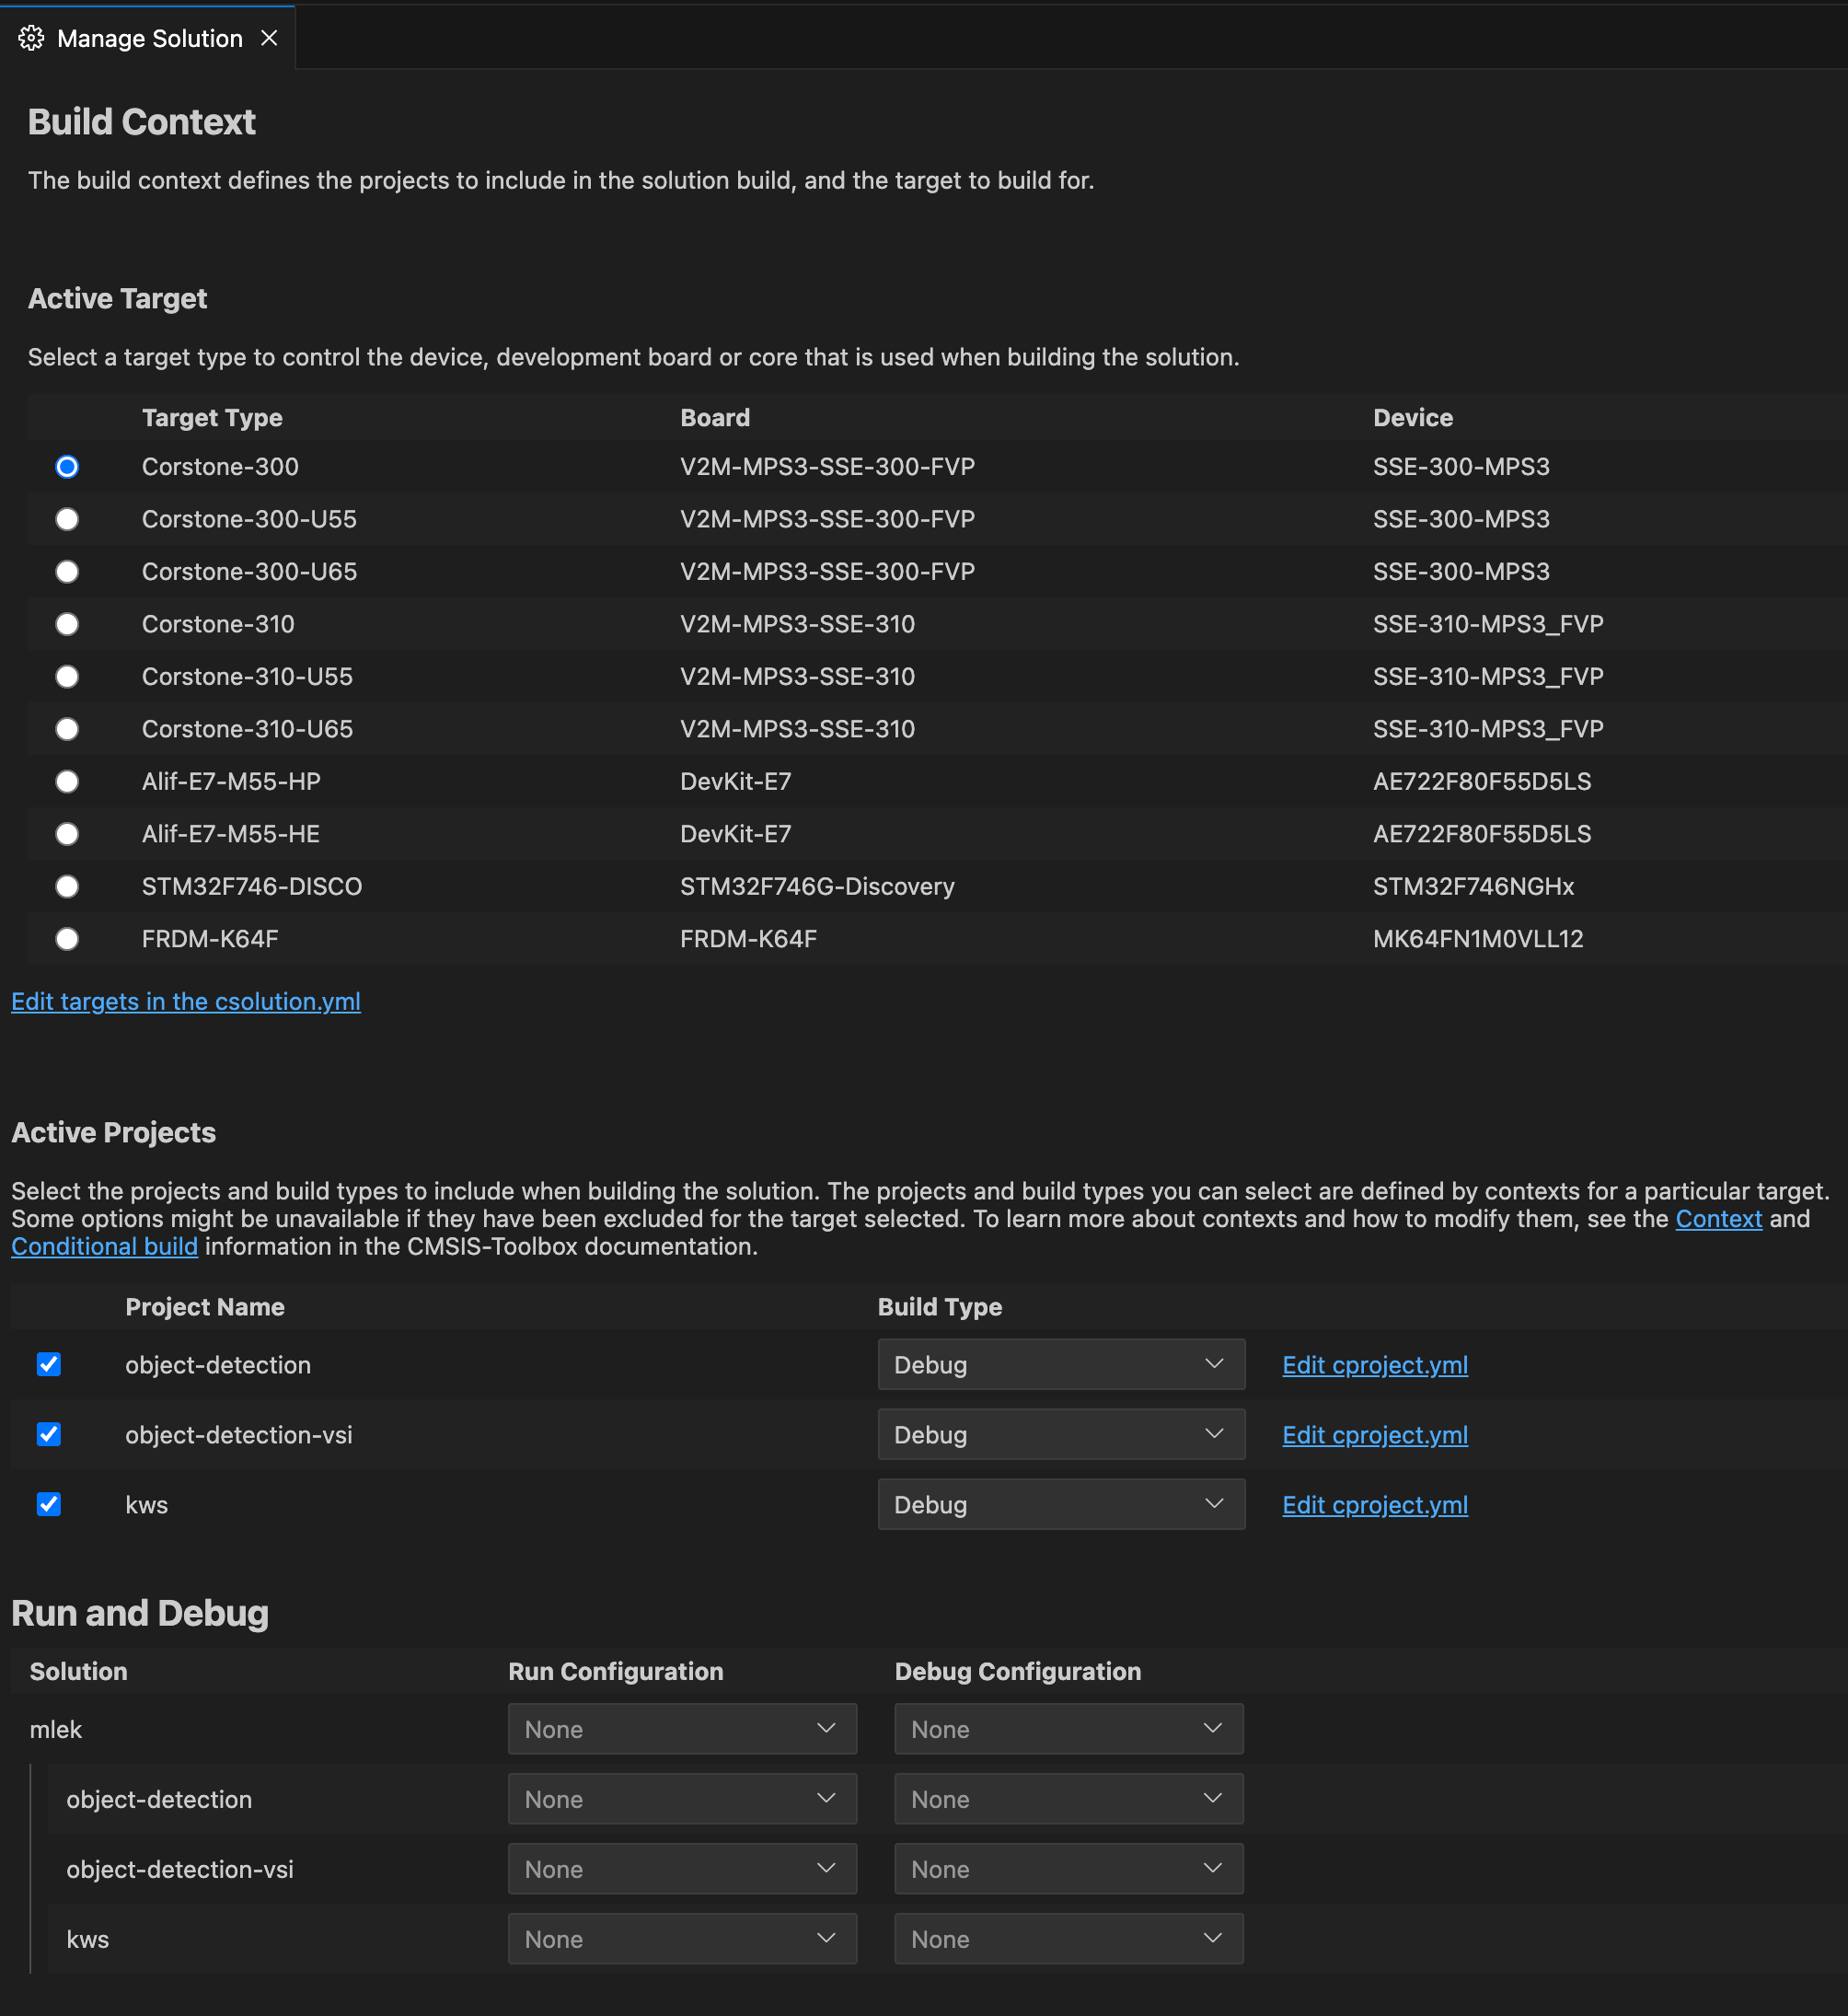 Manage Solution
Build Context
The build context defines the projects to include in the solution build, and the target to build for.
Active Target
Select a target type to control the device, development board or core that is used when building the solution.
Target Type Board Device
Corstone-300 V2M-MPS3-SSE-300-FVP SSE-300-MPS3
Corstone-300-U55 V2M-MPS3-SSE-300-FVP SSE-300-MPS3
Corstone-300-U65 V2M-MPS3-SSE-300-FVP SSE-300-MPS3
Corstone-310 V2M-MPS3-SSE-310 SSE-310-MPS3_FVP
Corstone-310-U55 V2M-MPS3-SSE-310 SSE-310-MPS3_FVP
Corstone-310-U65 V2M-MPS3-SSE-310 SSE-310-MPS3_FVP
Alif-E7-M55-HP DevKit-E7 AE722F80F55D5LS
Alif-E7-M55-HE DevKit-E7 AE722F80F55D5LS
STM32F746-DISCO STM32F746G-Discovery STM32F746NGHx
FRDM-K64F FRDM-K64F MK64FN1M0VLL12
Edit targets in the csolution.yml
Active Projects
Select the projects and build types to include when building the solution. The projects and build types you can select are defined by contexts for a particular target.
Some options might be unavailable if they have been excluded for the target selected. To learn more about contexts and how to modify them, see the Context and
Conditional build information in the CMSIS-Toolbox documentation.
Project Name Build Type
object-detection Debug Edit cproject.yml
object-detection-vsi Debug Edit cproject.yml
kws Debug Edit cproject.yml
Run and Debug
Solution Run Configuration Debug Configuration
mlek None None
object-detection None None
object-detection-vsi None None
kws None None